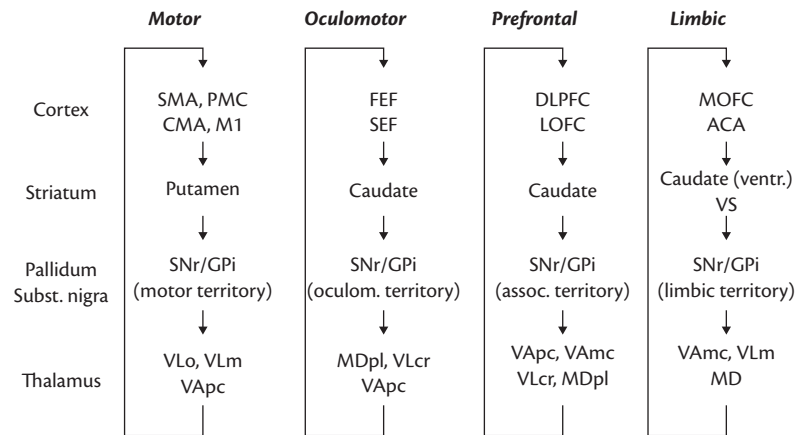 Motor Oculomotor Prefrontal Limbic
Cortex
SMA, PMC
CMA, M1
FEF
SEF
DLPFC
LOFC
MOFC
ACA
Striatum
Putamen
Caudate
Caudate
Caudate (ventr.)
VS
Pallidum
Subst. nigra
SNr/GPi
(motor territory)
SNr/GPi
(oculom. territory)
SNr/GPi
(assoc. territory)
SNr/GPi
(limbic territory)
Thalamus
VLo, VLm
VApc
MDpl, VLcr
VApc
VApc, VAmc
VLcr, MDpl
VAmc, VLm
MD